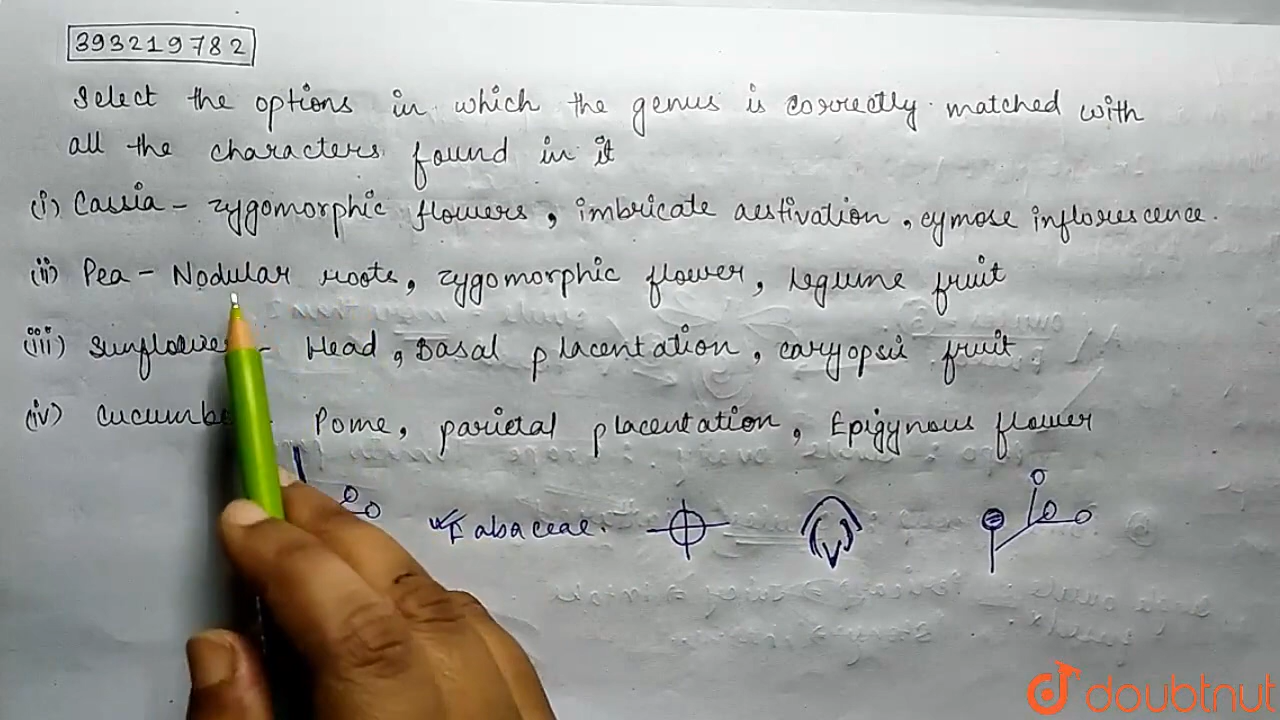 393219782
Select the options in which the genus is correctly matched with
all the characters found in it
(i) Cassia - zygomorphic flowers, imbricate aestivation, cymose inflorescence.
(ii) Pea - Nodular roots, zygomorphic flower, legume fruit
(iii) Sunflower - Head, Basal placentation, caryopsis fruit
(iv) Cucumbe - Pome, parietal placentation, Epigynous flower
Fabaceae.
doubtnut